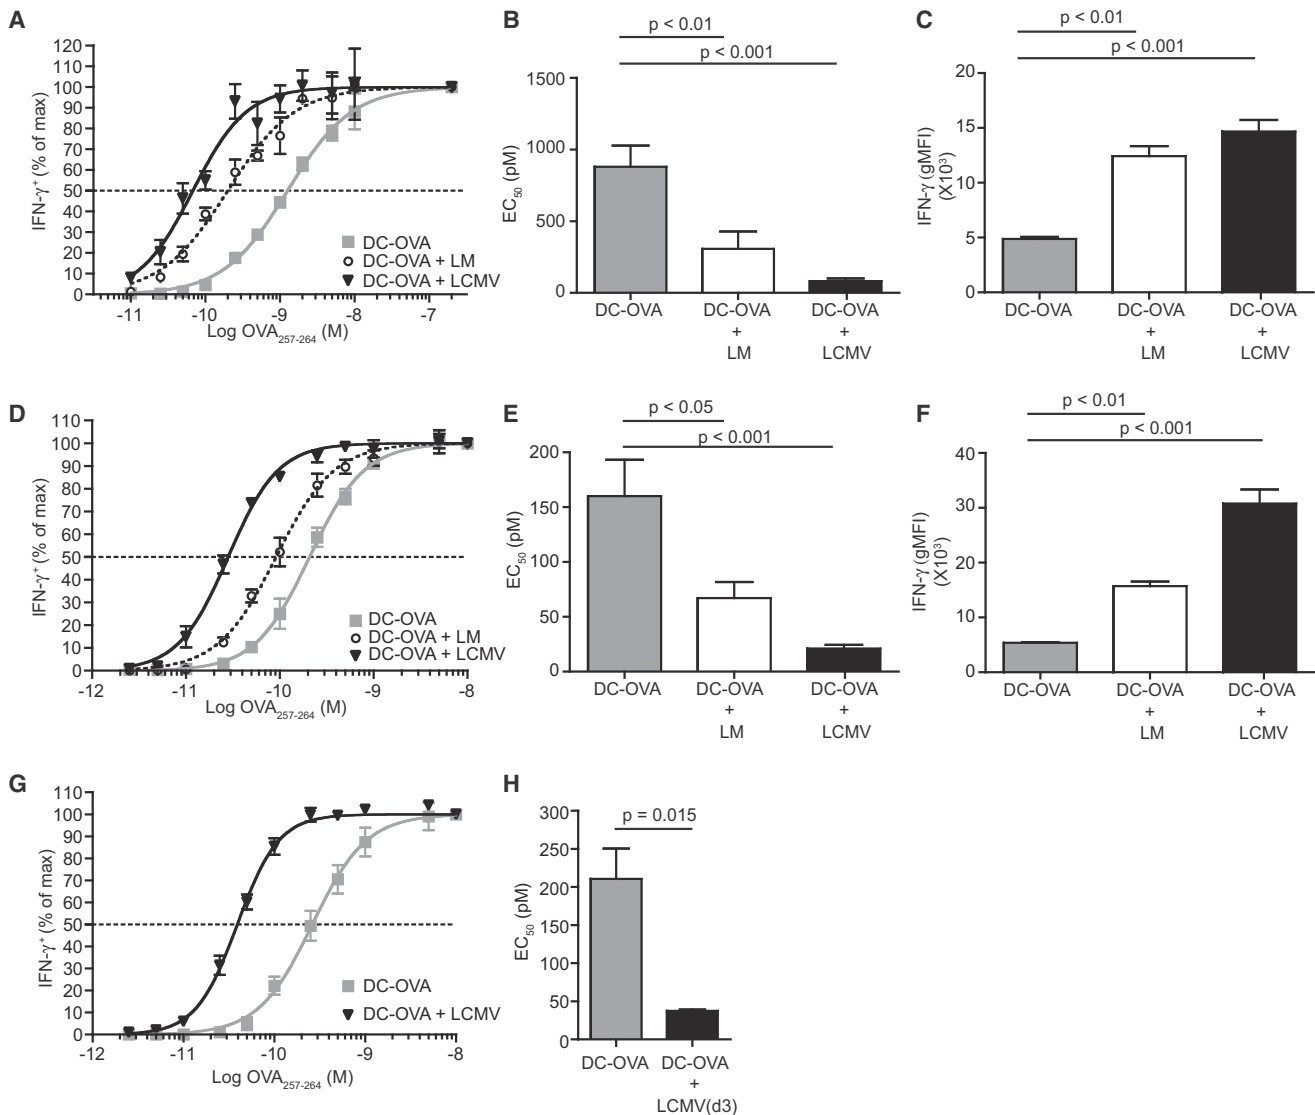 A
120
110
100
90
80
70
60
50
40
30
20
10
0
IFN-γ⁺ (% of max)
DC-OVA
DC-OVA + LM
DC-OVA + LCMV
-11 -10 -9 -8 -7
Log OVA₂₅₇₋₂₆₄ (M)
B
p < 0.01
p < 0.001
1500
1000
500
0
EC₅₀ (pM)
DC-OVA DC-OVA DC-OVA
+ +
LM LCMV
C
p < 0.01
p < 0.001
20
15
10
5
0
IFN-γ (gMFI)
(X10³)
DC-OVA DC-OVA DC-OVA
+ +
LM LCMV
D
110
100
90
80
70
60
50
40
30
20
10
0
IFN-γ⁺ (% of max)
DC-OVA
DC-OVA + LM
DC-OVA + LCMV
-12 -11 -10 -9 -8
Log OVA₂₅₇₋₂₆₄ (M)
E
p < 0.05
p < 0.001
200
150
100
50
0
EC₅₀ (pM)
DC-OVA DC-OVA DC-OVA
+ +
LM LCMV
F
p < 0.01
p < 0.001
40
30
20
10
0
IFN-γ (gMFI)
(X10³)
DC-OVA DC-OVA DC-OVA
+ +
LM LCMV
G
110
100
90
80
70
60
50
40
30
20
10
0
IFN-γ⁺ (% of max)
DC-OVA
DC-OVA + LCMV
-12 -11 -10 -9 -8
Log OVA₂₅₇₋₂₆₄ (M)
H
p = 0.015
300
250
200
150
100
50
0
EC₅₀ (pM)
DC-OVA DC-OVA
+
LCMV(d3)